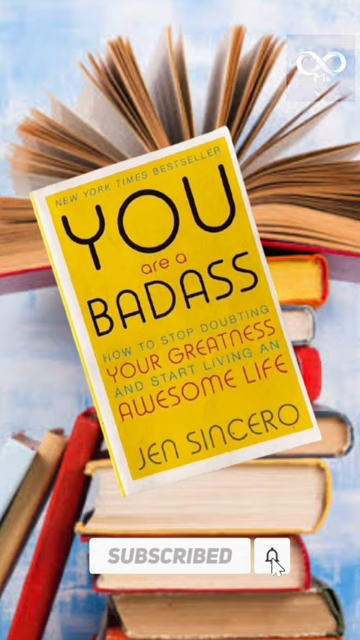 NEW YORK TIMES BESTSELLER
YOU
are a
BADASS
HOW TO STOP DOUBTING
YOUR GREATNESS
AND START LIVING AN
AWESOME LIFE
JEN SINCERO
SUBSCRIBED